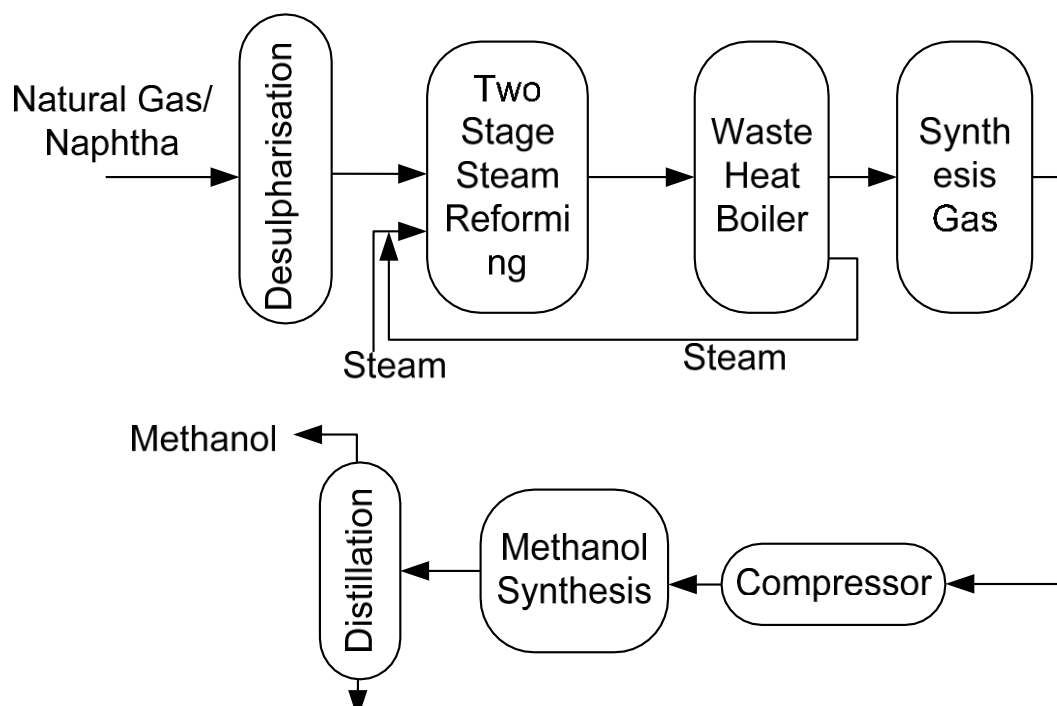 Natural Gas/
Naphtha
Desulpharisation
Two
Stage
Steam
Reformi
ng
Waste
Heat
Boiler
Synth
esis
Gas
Steam
Steam
Methanol
Distillation
Methanol
Synthesis
Compressor